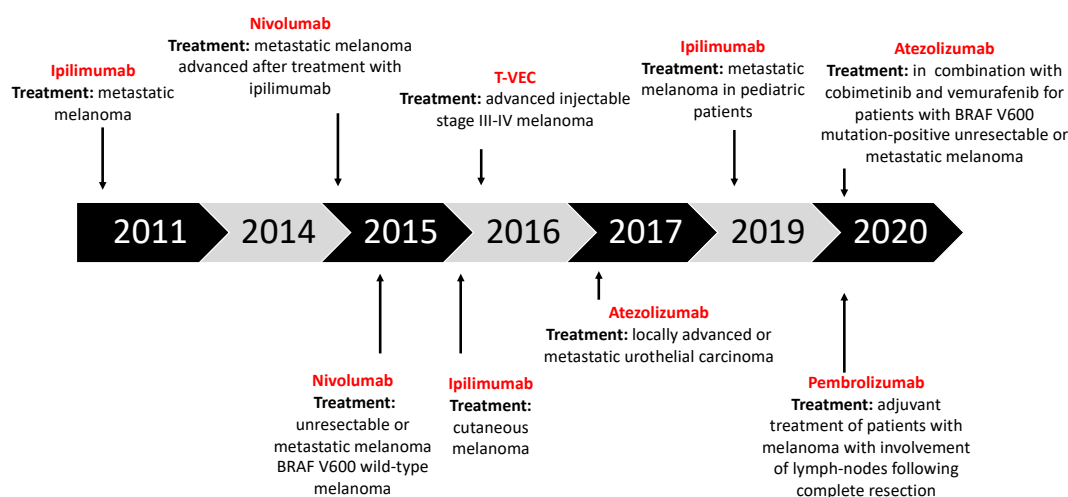 Nivolumab
Treatment: metastatic melanoma
advanced after treatment with
ipilimumab
Ipilimumab
Treatment: metastatic
melanoma
T-VEC
Treatment: advanced injectable
stage III-IV melanoma
Ipilimumab
Treatment: metastatic
melanoma in pediatric
patients
Atezolizumab
Treatment: in combination with
cobimetinib and vemurafenib for
patients with BRAF V600
mutation-positive unresectable or
metastatic melanoma
2011
2014
2015
2016
2017
2019
2020
Nivolumab
Treatment:
unresectable or
metastatic melanoma
BRAF V600 wild-type
melanoma
Ipilimumab
Treatment:
cutaneous
melanoma
Atezolizumab
Treatment: locally advanced or
metastatic urothelial carcinoma
Pembrolizumab
Treatment: adjuvant
treatment of patients with
melanoma with involvement
of lymph-nodes following
complete resection